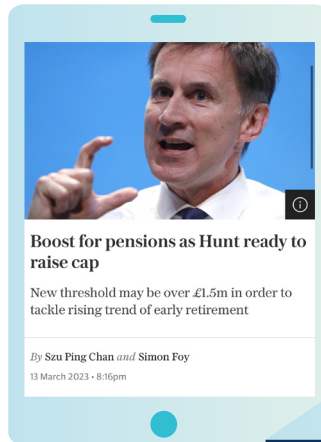 Boost for pensions as Hunt ready to
raise cap
New threshold may be over £1.5m in order to
tackle rising trend of early retirement
By Szu Ping Chan and Simon Foy
13 March 2023 • 8:16pm